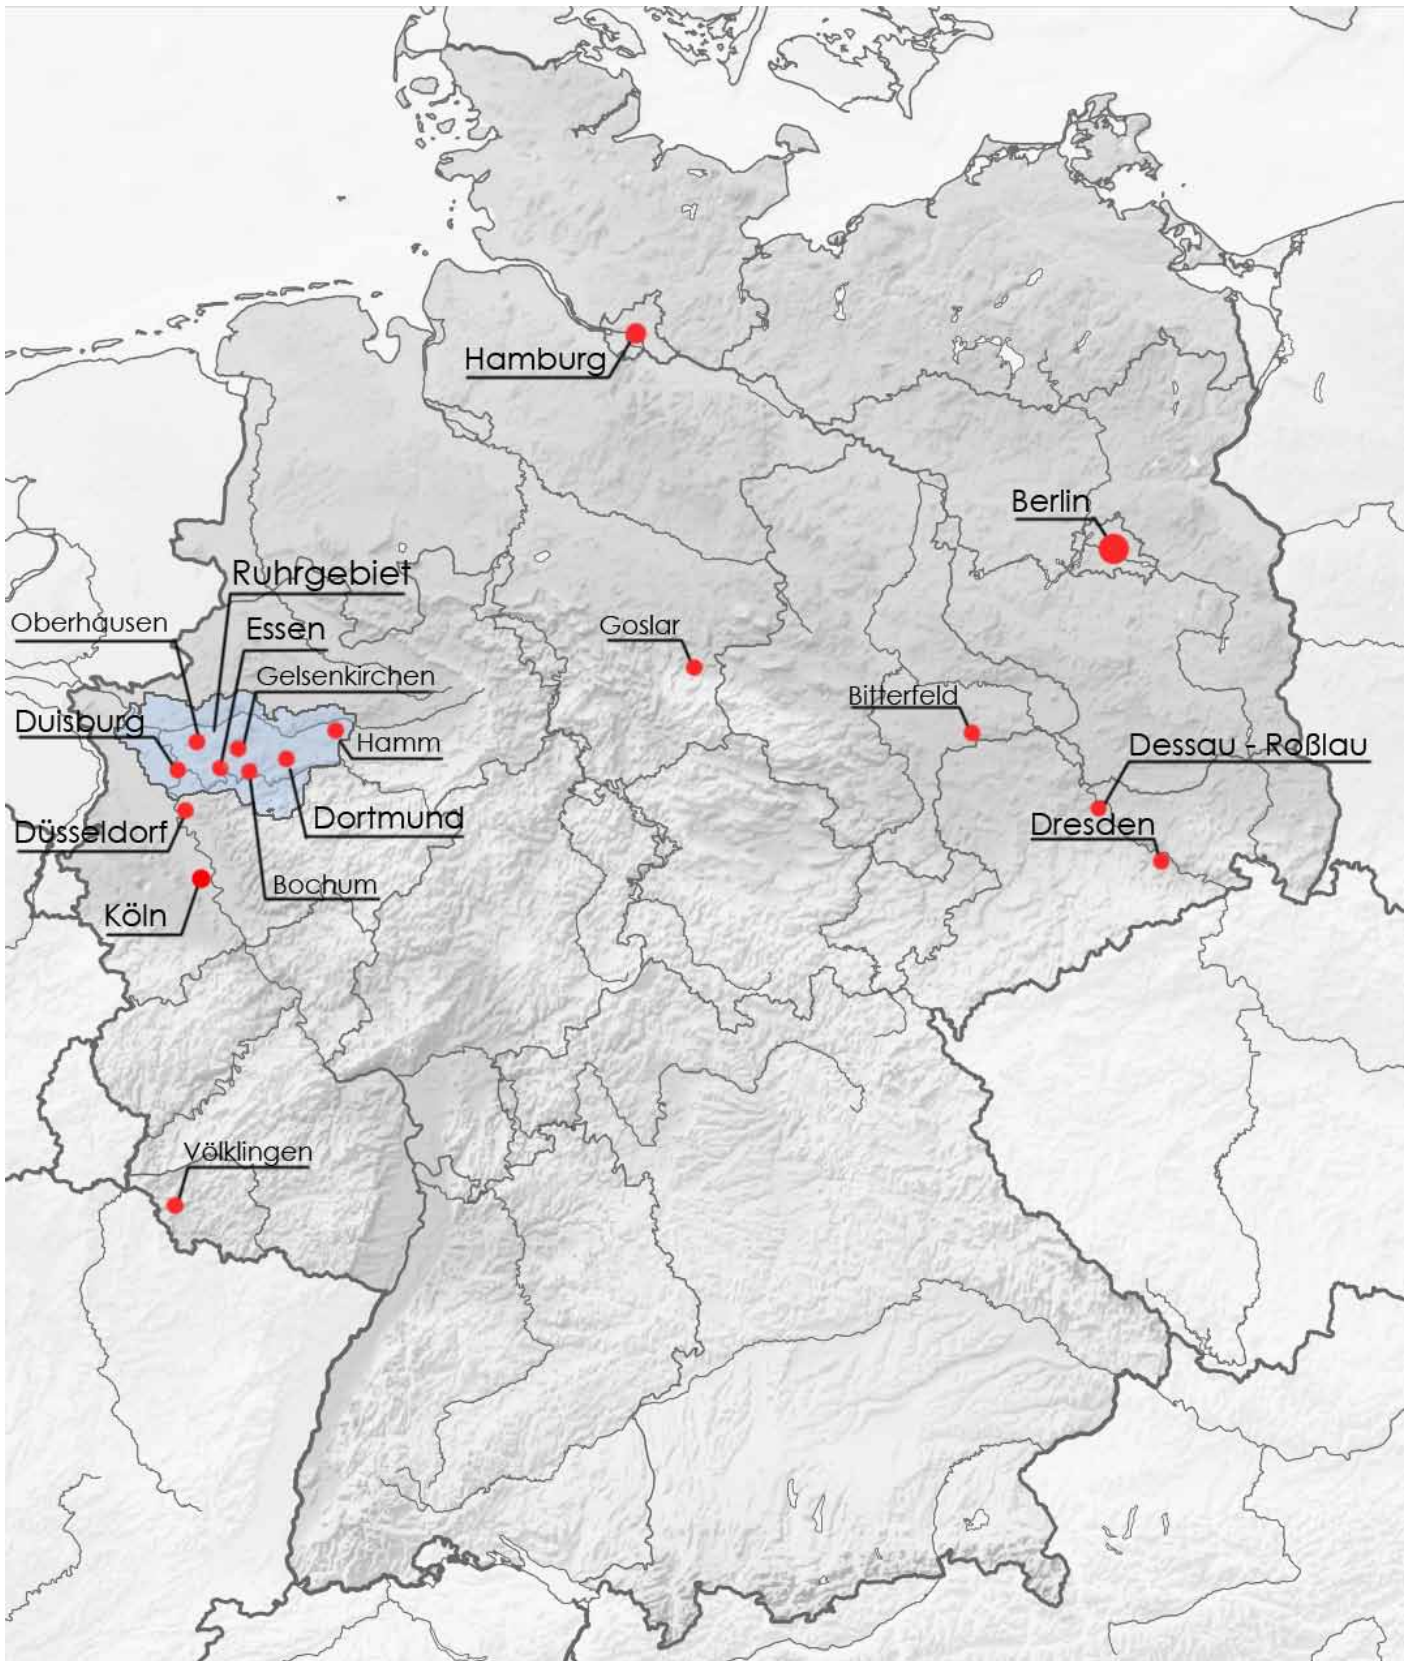 Hamburg
Berlin
Ruhrgebiet
Oberhausen
Essen
Goslar
Gelsenkirchen
Bitterfeld
Duisburg
Hamm
Dessau - Roßlau
Dortmund
Dresden
Düsseldorf
Bochum
Köln
Völklingen